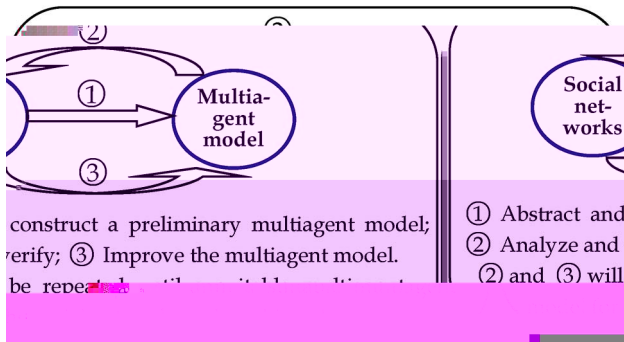 ②
①
Multia-
gent
model
③
construct a preliminary multiagent model;
verify; ③ Improve the multiagent model.
be
Social
net-
works
① Abstract and
② Analyze and
② and ③ will